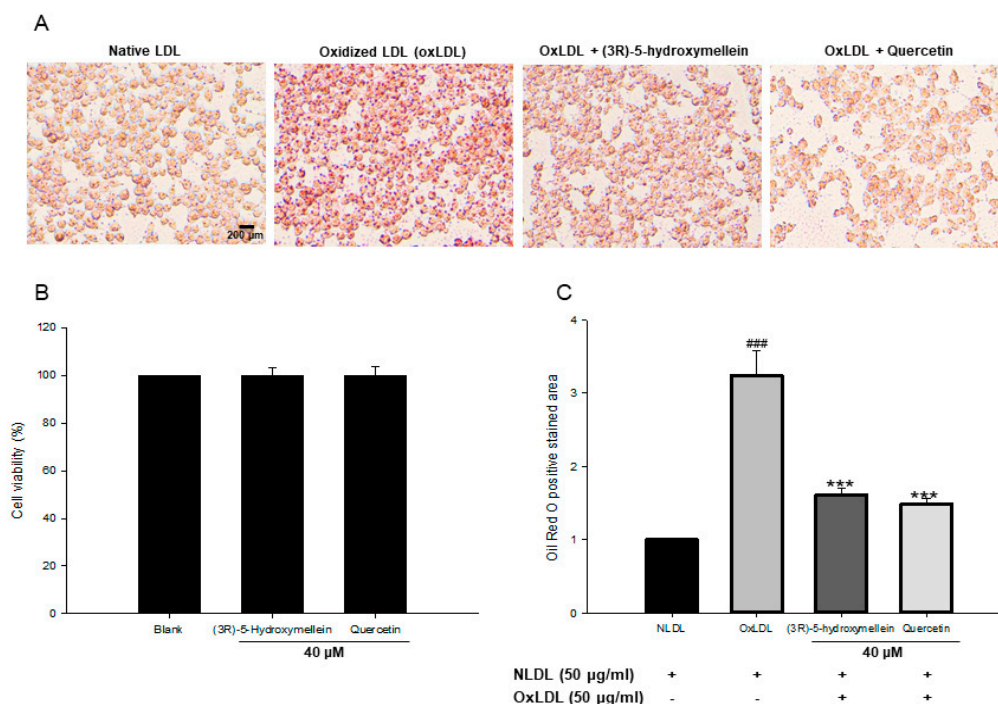 A
Native LDL
Oxidized LDL (oxLDL)
OxLDL + (3R)-5-hydroxymellein
OxLDL + Quercetin
200 µm
B
Cell viability (%)
120
100
80
60
40
20
0
Blank
(3R)-5-Hydroxymellein
Quercetin
40 µM
C
Oil Red O positive stained area
4
3
2
1
0
###
***
***
NLDL
OxLDL
(3R)-5-hydroxymellein
Quercetin
40 µM
NLDL (50 µg/ml) + + + +
OxLDL (50 µg/ml) - - + +